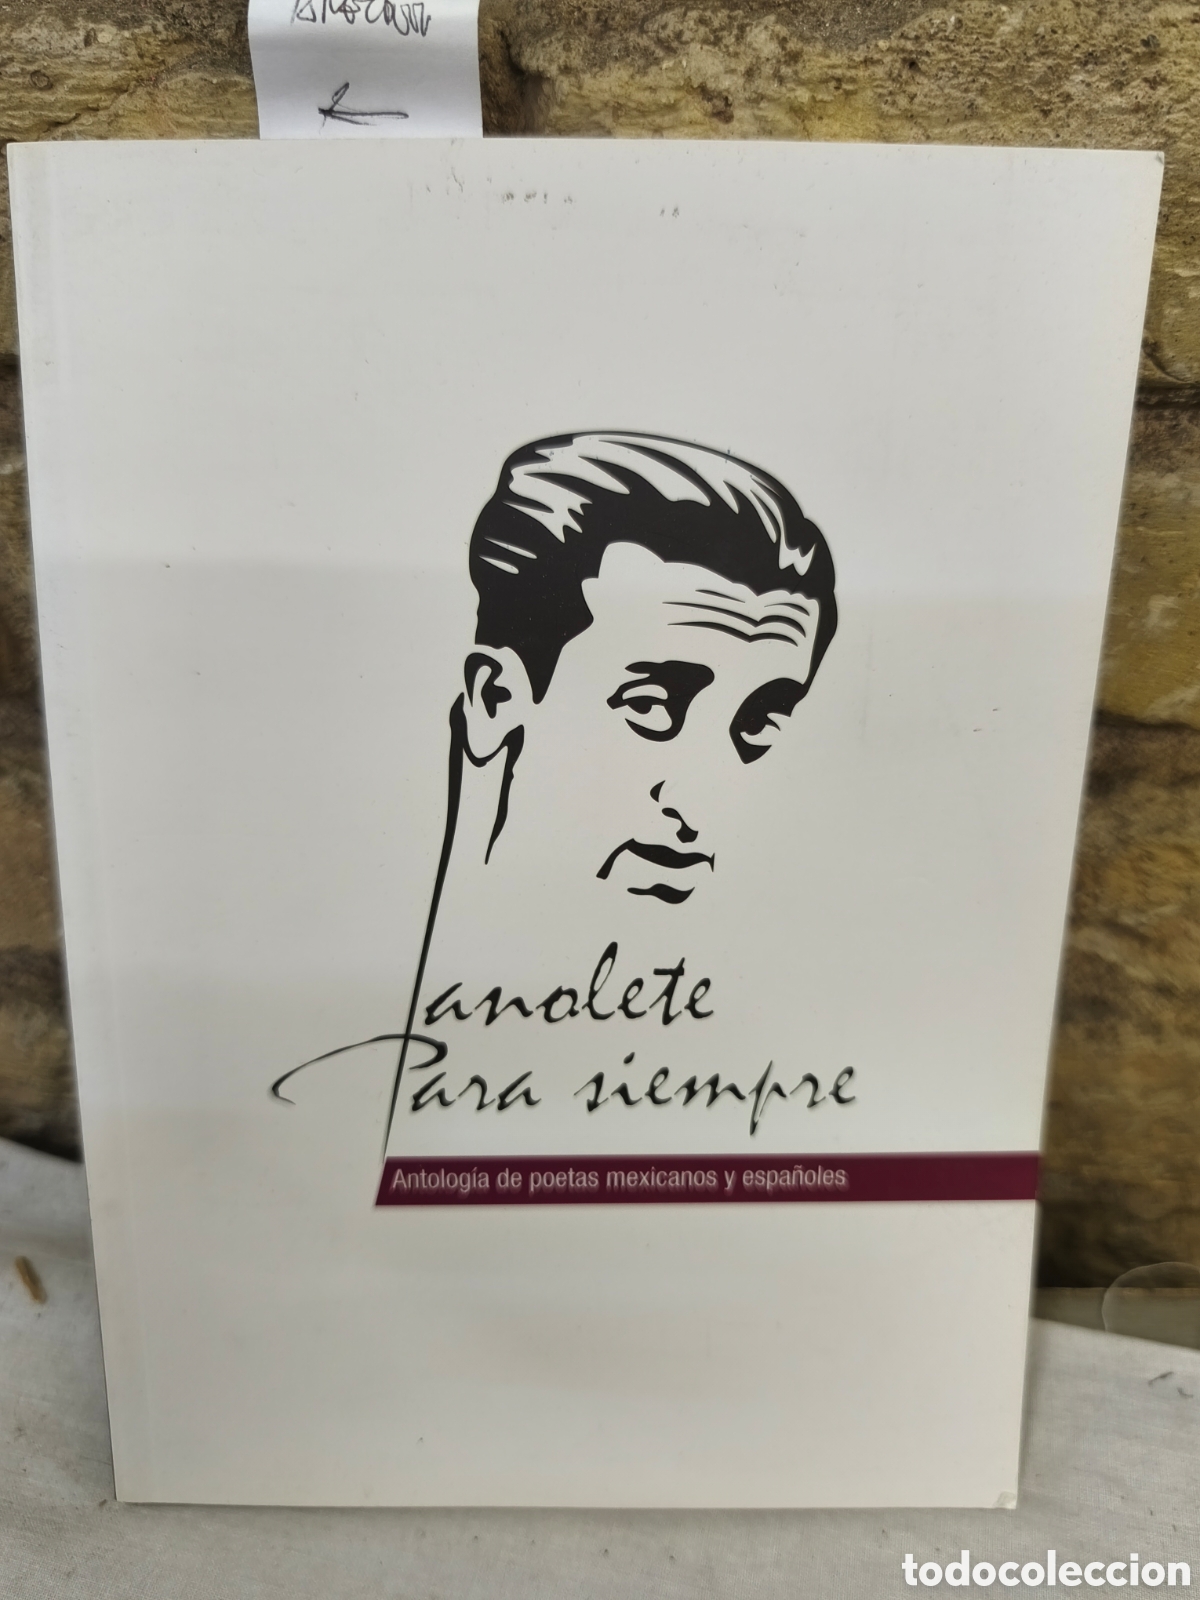 Manolete
Para siempre
Antología de poetas mexicanos y españoles
todocoleccion